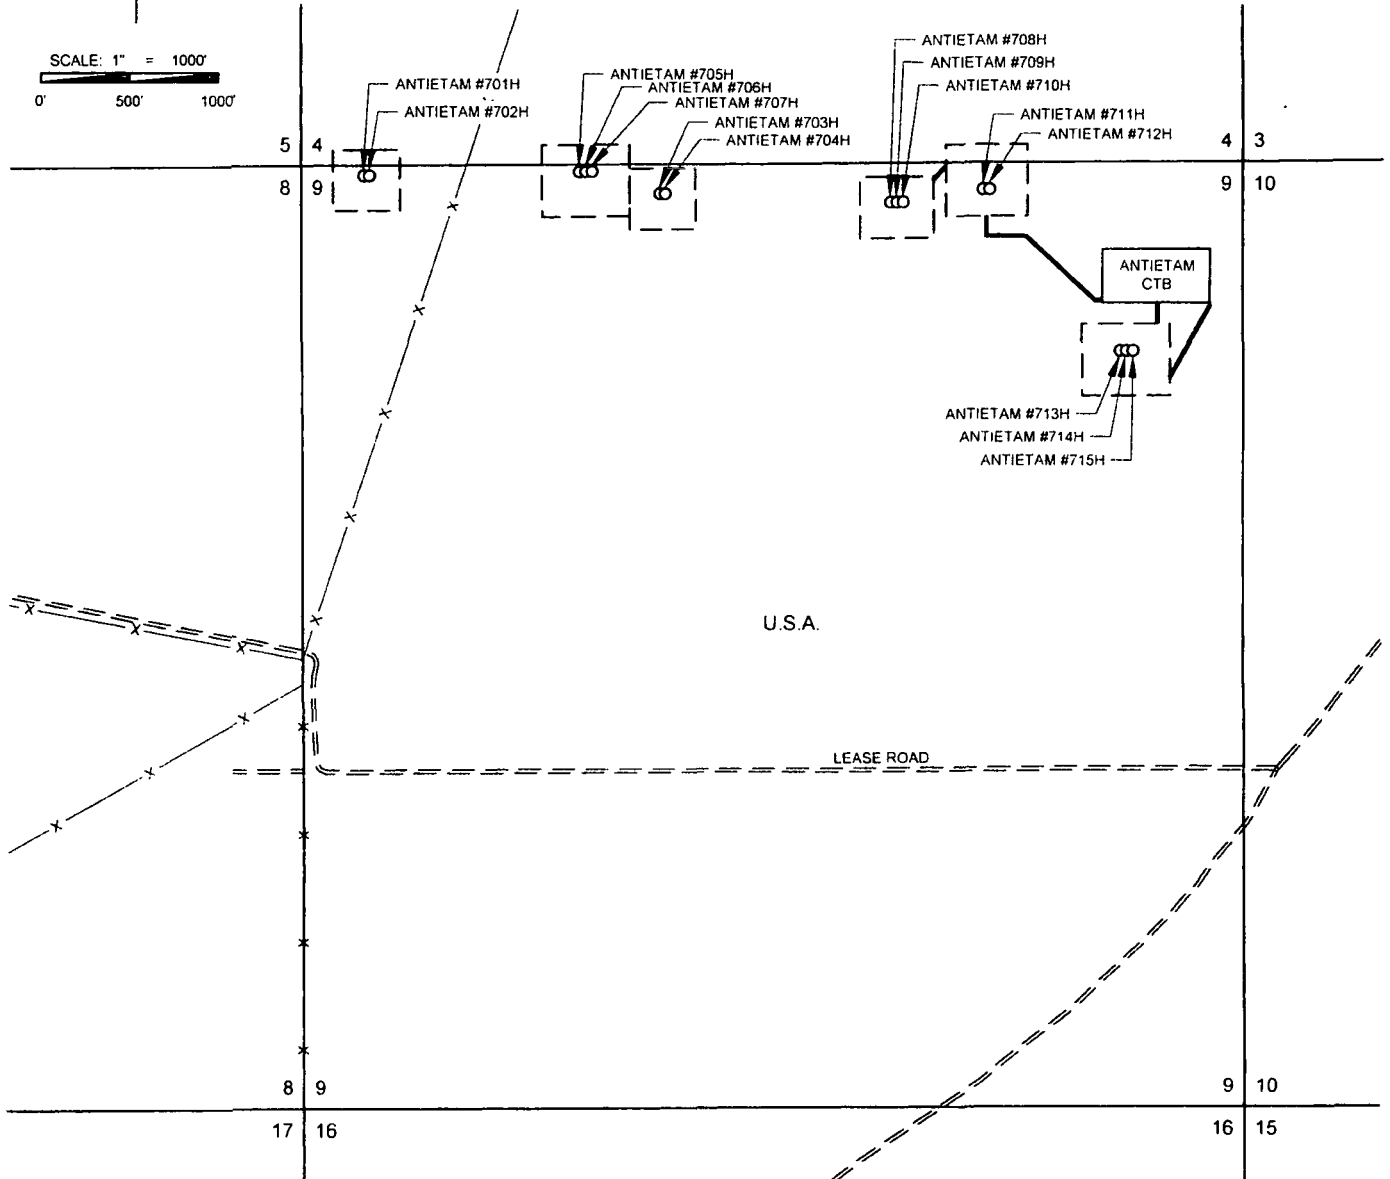 SCALE: 1" = 1000'
0' 500' 1000'
ANTIETAM #701H
ANTIETAM #702H
ANTIETAM #705H
ANTIETAM #706H
ANTIETAM #707H
ANTIETAM #703H
ANTIETAM #704H
ANTIETAM #708H
ANTIETAM #709H
ANTIETAM #710H
ANTIETAM #711H
ANTIETAM #712H
5 4
8 9
4 3
9 10
ANTIETAM
CTB
ANTIETAM #713H
ANTIETAM #714H
ANTIETAM #715H
U.S.A.
LEASE ROAD
8 9
17 16
9 10
16 15